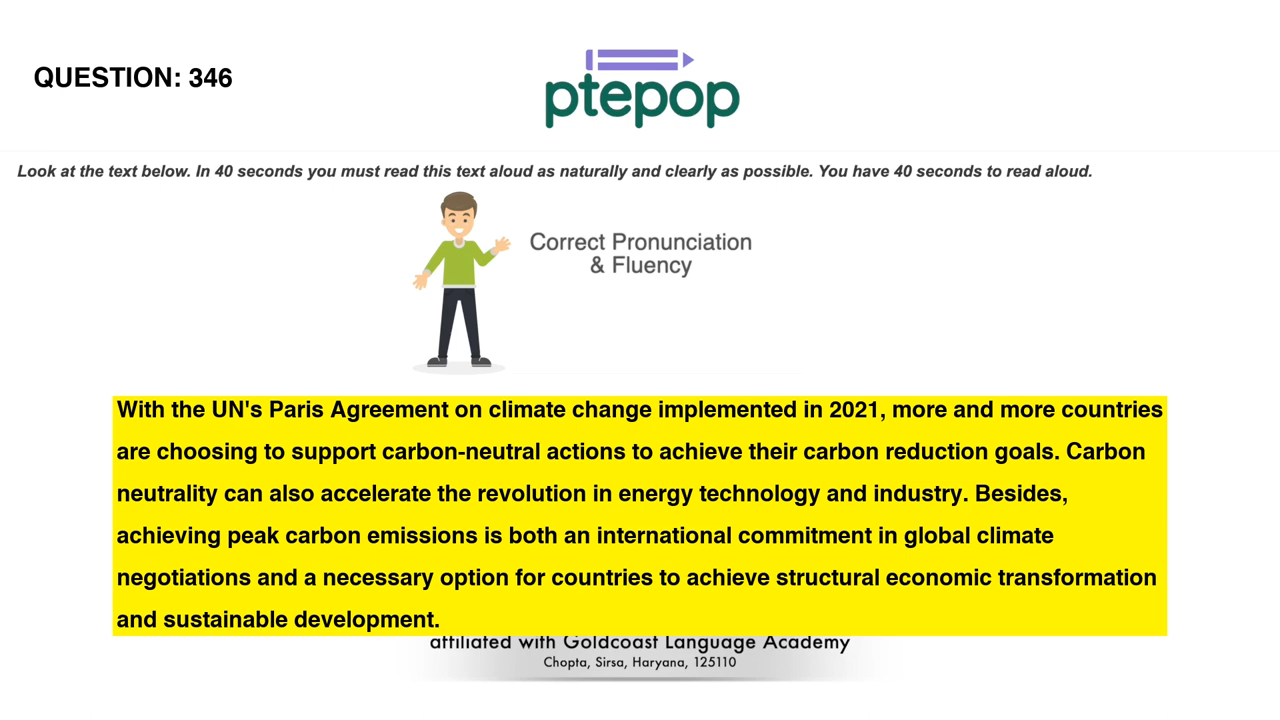 QUESTION: 346
ptepop
Look at the text below. In 40 seconds you must read this text aloud as naturally and clearly as possible. You have 40 seconds to read aloud.
Correct Pronunciation
& Fluency
With the UN's Paris Agreement on climate change implemented in 2021, more and more countries
are choosing to support carbon-neutral actions to achieve their carbon reduction goals. Carbon
neutrality can also accelerate the revolution in energy technology and industry. Besides,
achieving peak carbon emissions is both an international commitment in global climate
negotiations and a necessary option for countries to achieve structural economic transformation
and sustainable development.
affiliated with Goldcoast Language Academy
Chopta, Sirsa, Haryana, 125110